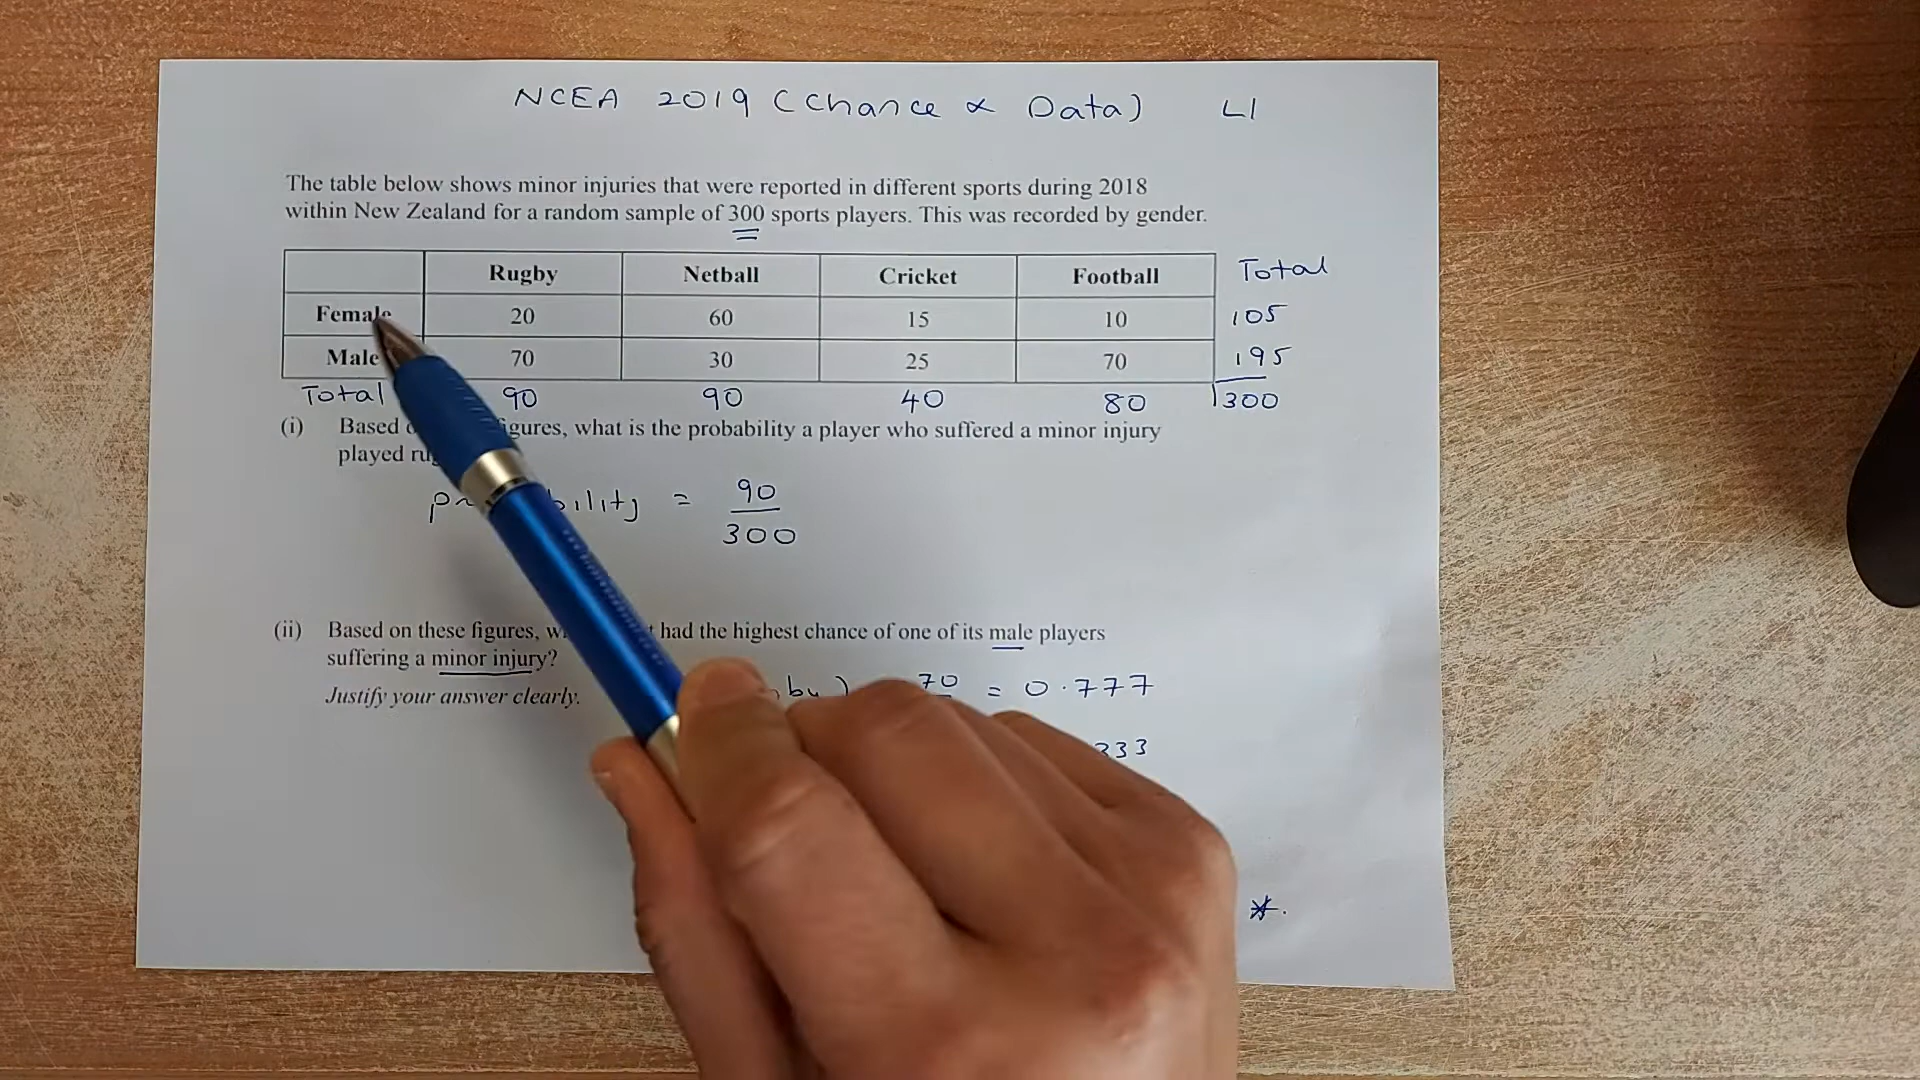 NCEA 2019 (Chance & Data) L1
The table below shows minor injuries that were reported in different sports during 2018
within New Zealand for a random sample of 300 sports players. This was recorded by gender.
Rugby Netball Cricket Football Total
Female 20 60 15 10 105
Male 70 30 25 70 195
Total 90 90 40 80 300
(i) Based figures, what is the probability a player who suffered a minor injury
played
= 90
300
(ii) Based on these figures, had the highest chance of one of its male players
suffering a minor injury?
70 = 0.777
Justify your answer clearly.
333